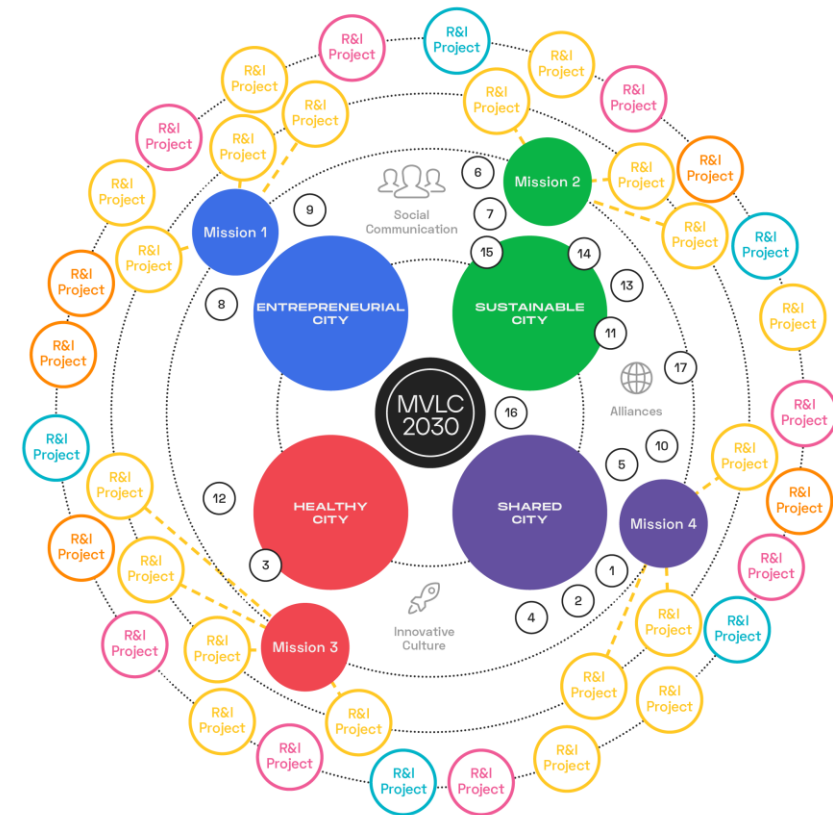 R&I
Project
R&I
Project
R&I
Project
R&I
Project
R&I
Project
R&I
Project
R&I
Project
R&I
Project
R&I
Project
R&I
Project
R&I
Project
6
Mission 2
R&I
Project
R&I
Project
9
Social
Communication
7
Mission 1
R&I
Project
R&I
Project
R&I
Project
15
14
R&I
Project
13
8
ENTREPRENEURIAL
CITY
SUSTAINABLE
CITY
R&I
Project
11
R&I
Project
17
MVLC
2030
16
Alliances
R&I
Project
R&I
Project
5
10
R&I
Project
R&I
Project
12
HEALTHY
CITY
SHARED
CITY
Mission 4
R&I
Project
R&I
Project
3
R&I
Project
1
R&I
Project
2
4
R&I
Project
R&I
Project
Innovative
Culture
R&I
Project
R&I
Project
Mission 3
R&I
Project
R&I
Project
R&I
Project
R&I
Project
R&I
Project
R&I
Project
R&I
Project
R&I
Project
R&I
Project